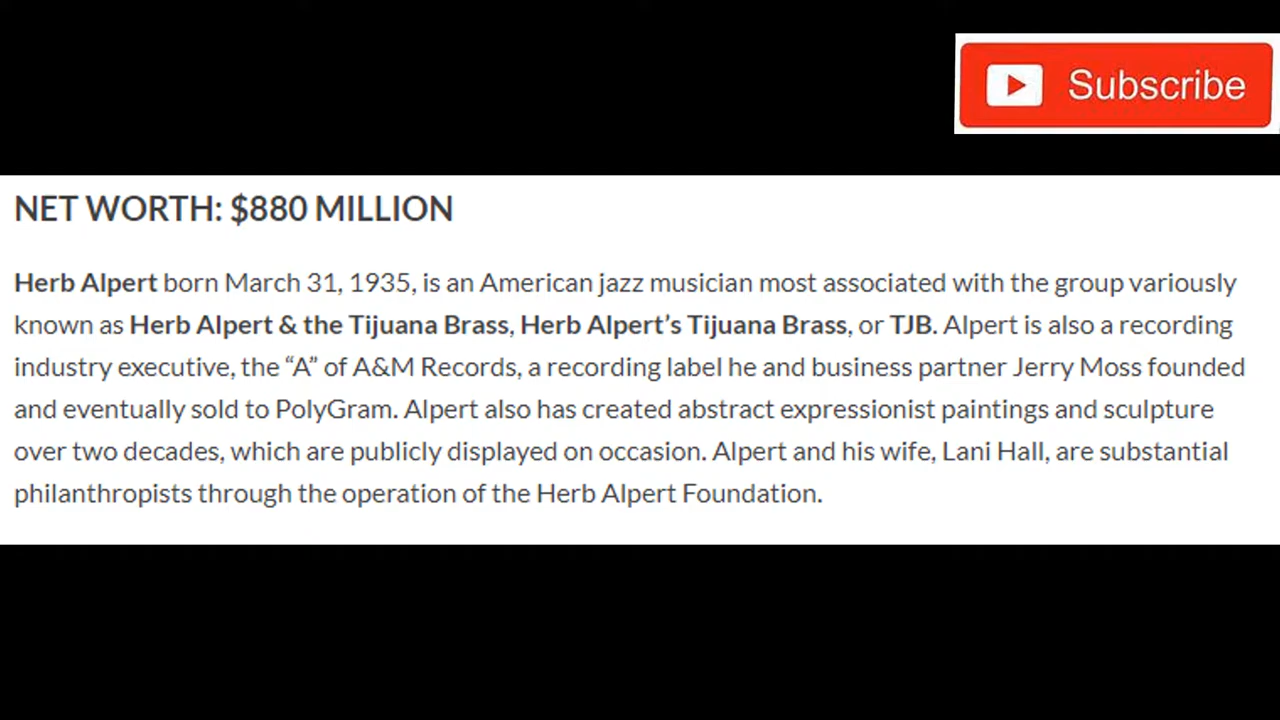 Subscribe
NET WORTH: $880 MILLION
Herb Alpert born March 31, 1935, is an American jazz musician most associated with the group variously
known as Herb Alpert & the Tijuana Brass, Herb Alpert’s Tijuana Brass, or TJB. Alpert is also a recording
industry executive, the “A” of A&M Records, a recording label he and business partner Jerry Moss founded
and eventually sold to PolyGram. Alpert also has created abstract expressionist paintings and sculpture
over two decades, which are publicly displayed on occasion. Alpert and his wife, Lani Hall, are substantial
philanthropists through the operation of the Herb Alpert Foundation.